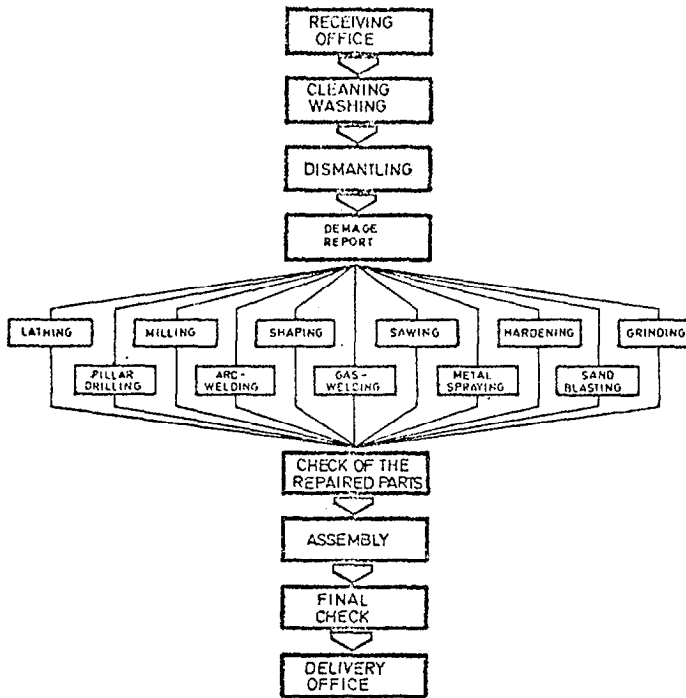 RECEIVING
OFFICE
CLEANING
WASHING
DISMANTLING
DEMAGE
REPORT
LATHING
MILLING
SHAPING
SAWING
HARDENING
GRINDING
PILLAR
DRILLING
ARC-
WELDING
GAS-
WELDING
METAL
SPRAYING
SAND
BLASTING
CHECK OF THE
REPAIRED PARTS
ASSEMBLY
FINAL
CHECK
DELIVERY
OFFICE